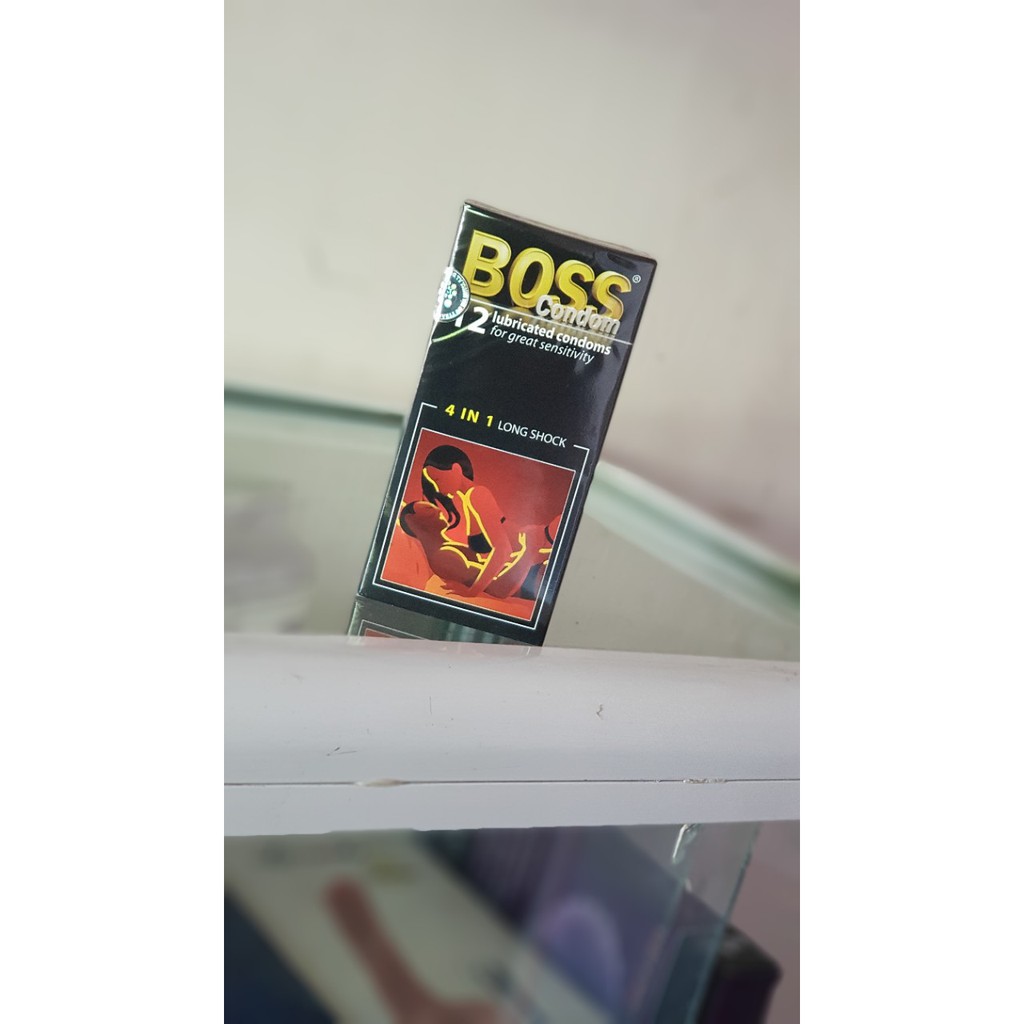 BOSS®
Condom
12 lubricated condoms
for great sensitivity
4 IN 1 LONG SHOCK